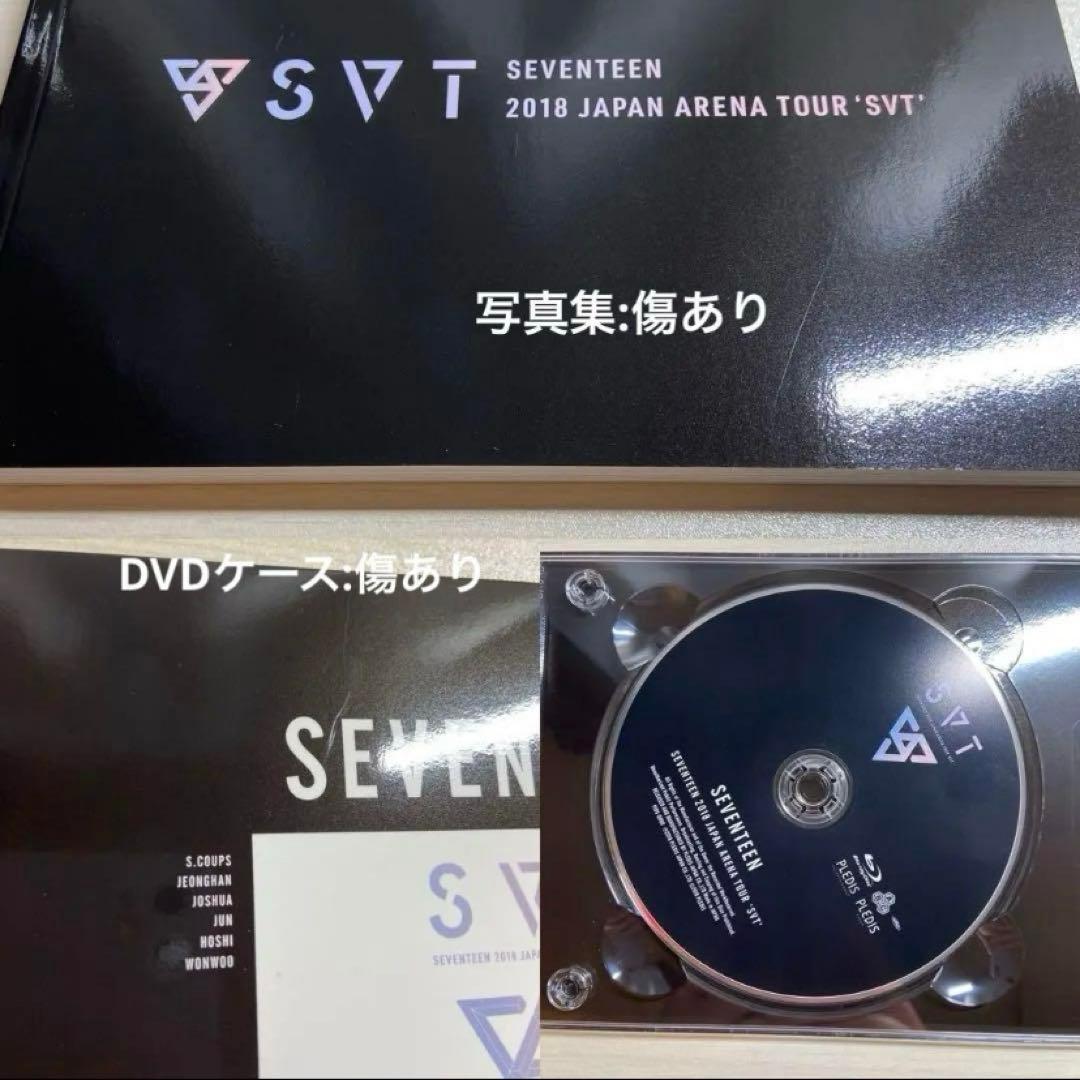 SVT
SEVENTEEN
2018 JAPAN ARENA TOUR 'SVT'
写真集:傷あり
DVDケース:傷あり
SEVEN
S.COUPS
JEONGHAN
JOSHUA
JUN
HOSHI
WONWOO
SV
SEVENTEEN 2018 JAPA
SVT
SEVENTEEN
SEVENTEEN 2018 JAPAN ARENA TOUR 'SVT'
PLEDIS PLEDIS